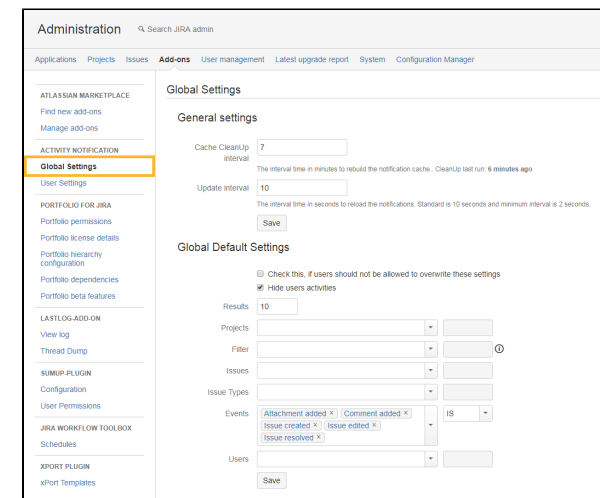 Administration Search JIRA admin
Applications Projects Issues Add-ons User management Latest upgrade report System Configuration Manager
ATLASSIAN MARKETPLACE
Find new add-ons
Manage add-ons
ACTIVITY NOTIFICATION
Global Settings
User Settings
PORTFOLIO FOR JIRA
Portfolio permissions
Portfolio license details
Portfolio hierarchy
configuration
Portfolio dependencies
Portfolio beta features
LASTLOG-ADD-ON
View log
Thread Dump
SUMUP-PLUGIN
Configuration
User Permissions
JIRA WORKFLOW TOOLBOX
Schedules
XPORT PLUGIN
xPort Templates
Global Settings
General settings
Cache CleanUp
interval
7
The interval time in minutes to rebuild the notification cache.. CleanUp last run: 6 minutes ago
Update interval 10
The interval time in seconds to reload the notifications. Standard is 10 seconds and minimum interval is 2 seconds.
Save
Global Default Settings
Check this, if users should not be allowed to overwrite these settings
Hide users activities
Results 10
Projects
Filter
Issues
Issue Types
Events Attachment added × Comment added × IS
Issue created × Issue edited ×
Issue resolved ×
Users
Save